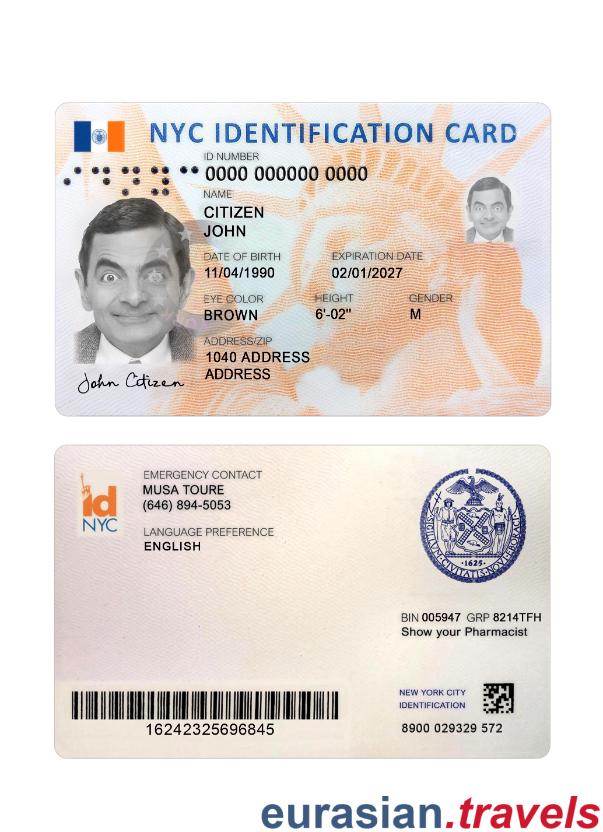 NYC IDENTIFICATION CARD
ID NUMBER
0000 000000 0000
NAME
CITIZEN
JOHN
DATE OF BIRTH EXPIRATION DATE
11/04/1990 02/01/2027
EYE COLOR HEIGHT GENDER
BROWN 6'-02" M
ADDRESS/ZIP
1040 ADDRESS
ADDRESS
John Citizen
id
NYC
EMERGENCY CONTACT
MUSA TOURE
(646) 894-5053
LANGUAGE PREFERENCE
ENGLISH
SIGILLUM CIVITATIS NOVI EBORACI
·1625·
BIN 005947 GRP 8214TFH
Show your Pharmacist
16242325696845
NEW YORK CITY
IDENTIFICATION
8900 029329 572
eurasian.travels